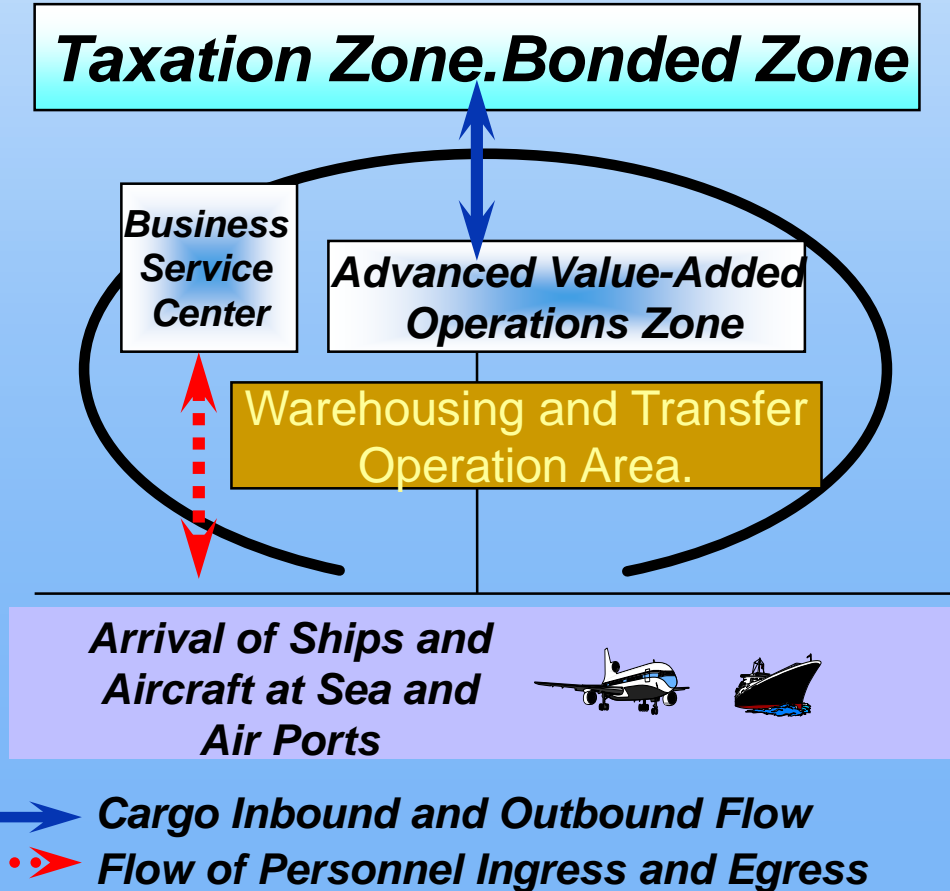 Taxation Zone.Bonded Zone
Business
Service
Center
Advanced Value-Added
Operations Zone
Warehousing and Transfer
Operation Area.
Arrival of Ships and
Aircraft at Sea and
Air Ports
Cargo Inbound and Outbound Flow
Flow of Personnel Ingress and Egress